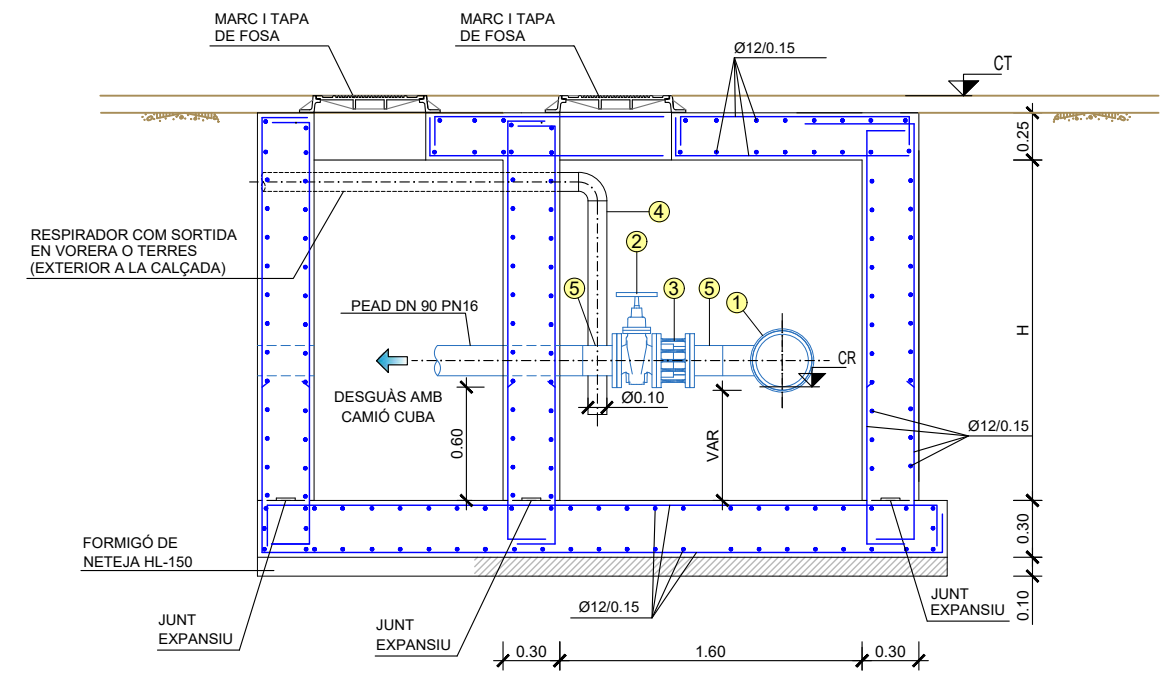 MARC I TAPA
DE FOSA
MARC I TAPA
DE FOSA
Ø12/0.15
CT
0.25
RESPIRADOR COM SORTIDA
EN VORERA O TERRES
(EXTERIOR A LA CALÇADA)
4
2
5
3
5
1
PEAD DN 90 PN16
H
CR
DESGUÀS AMB
CAMIÓ CUBA
Ø0.10
0.60
VAR
Ø12/0.15
FORMIGÓ DE
NETEJA HL-150
0.30
0.10
JUNT
EXPANSIU
JUNT
EXPANSIU
Ø12/0.15
JUNT
EXPANSIU
0.30
1.60
0.30